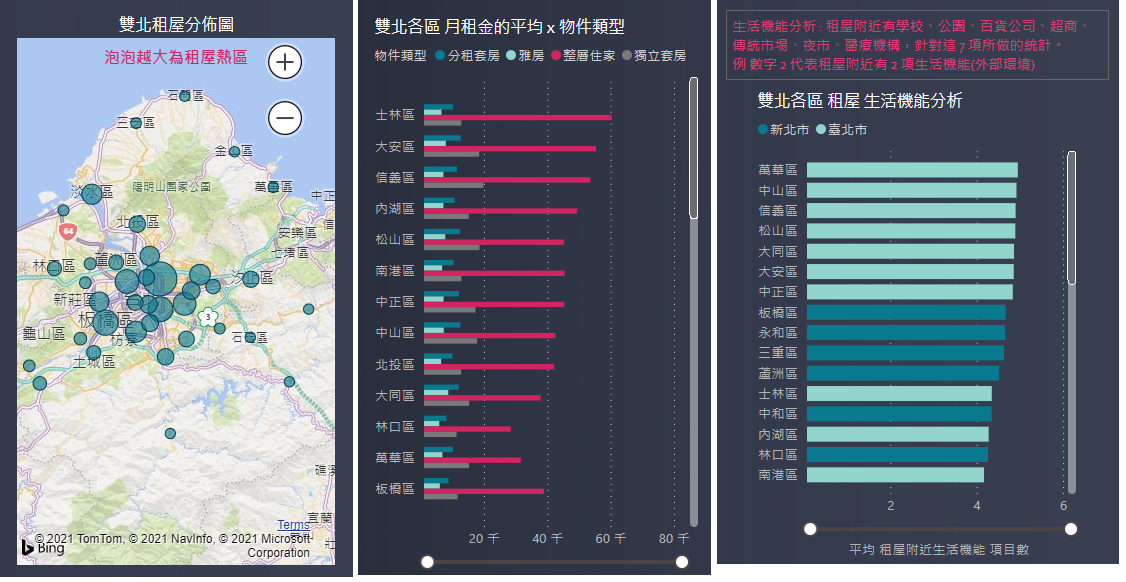 雙北租屋分佈圖
泡泡越大為租屋熱區
石門區
三芝區
金山區
萬里區
陽明山國家公園
淡水區
中正
北投區
64
安樂區
信
七堵區
蘆洲區
林口區
汐止區
新莊區
3
板橋區
龜山區
石碇區
土城區
礁溪
宜蘭
壯
Terms
© 2021 TomTom, © 2021 NavInfo, © 2021 Microsoft
Corporation
Bing
雙北各區 月租金的平均 x 物件類型
物件類型 分租套房 雅房 整層住家 獨立套房
士林區
大安區
信義區
內湖區
松山區
南港區
中正區
中山區
北投區
大同區
林口區
萬華區
板橋區
20 千 40 千 60 千 80 千
生活機能分析 : 租屋附近有學校、公園、百貨公司、超商、
傳統市場、夜市、醫療機構，針對這 7 項所做的統計。
例 數字 2 代表租屋附近有 2 項生活機能(外部環境)
雙北各區 租屋 生活機能分析
新北市 臺北市
萬華區
中山區
信義區
松山區
大同區
大安區
中正區
板橋區
永和區
三重區
蘆洲區
士林區
中和區
內湖區
林口區
南港區
2 4 6
平均 租屋附近生活機能 項目數